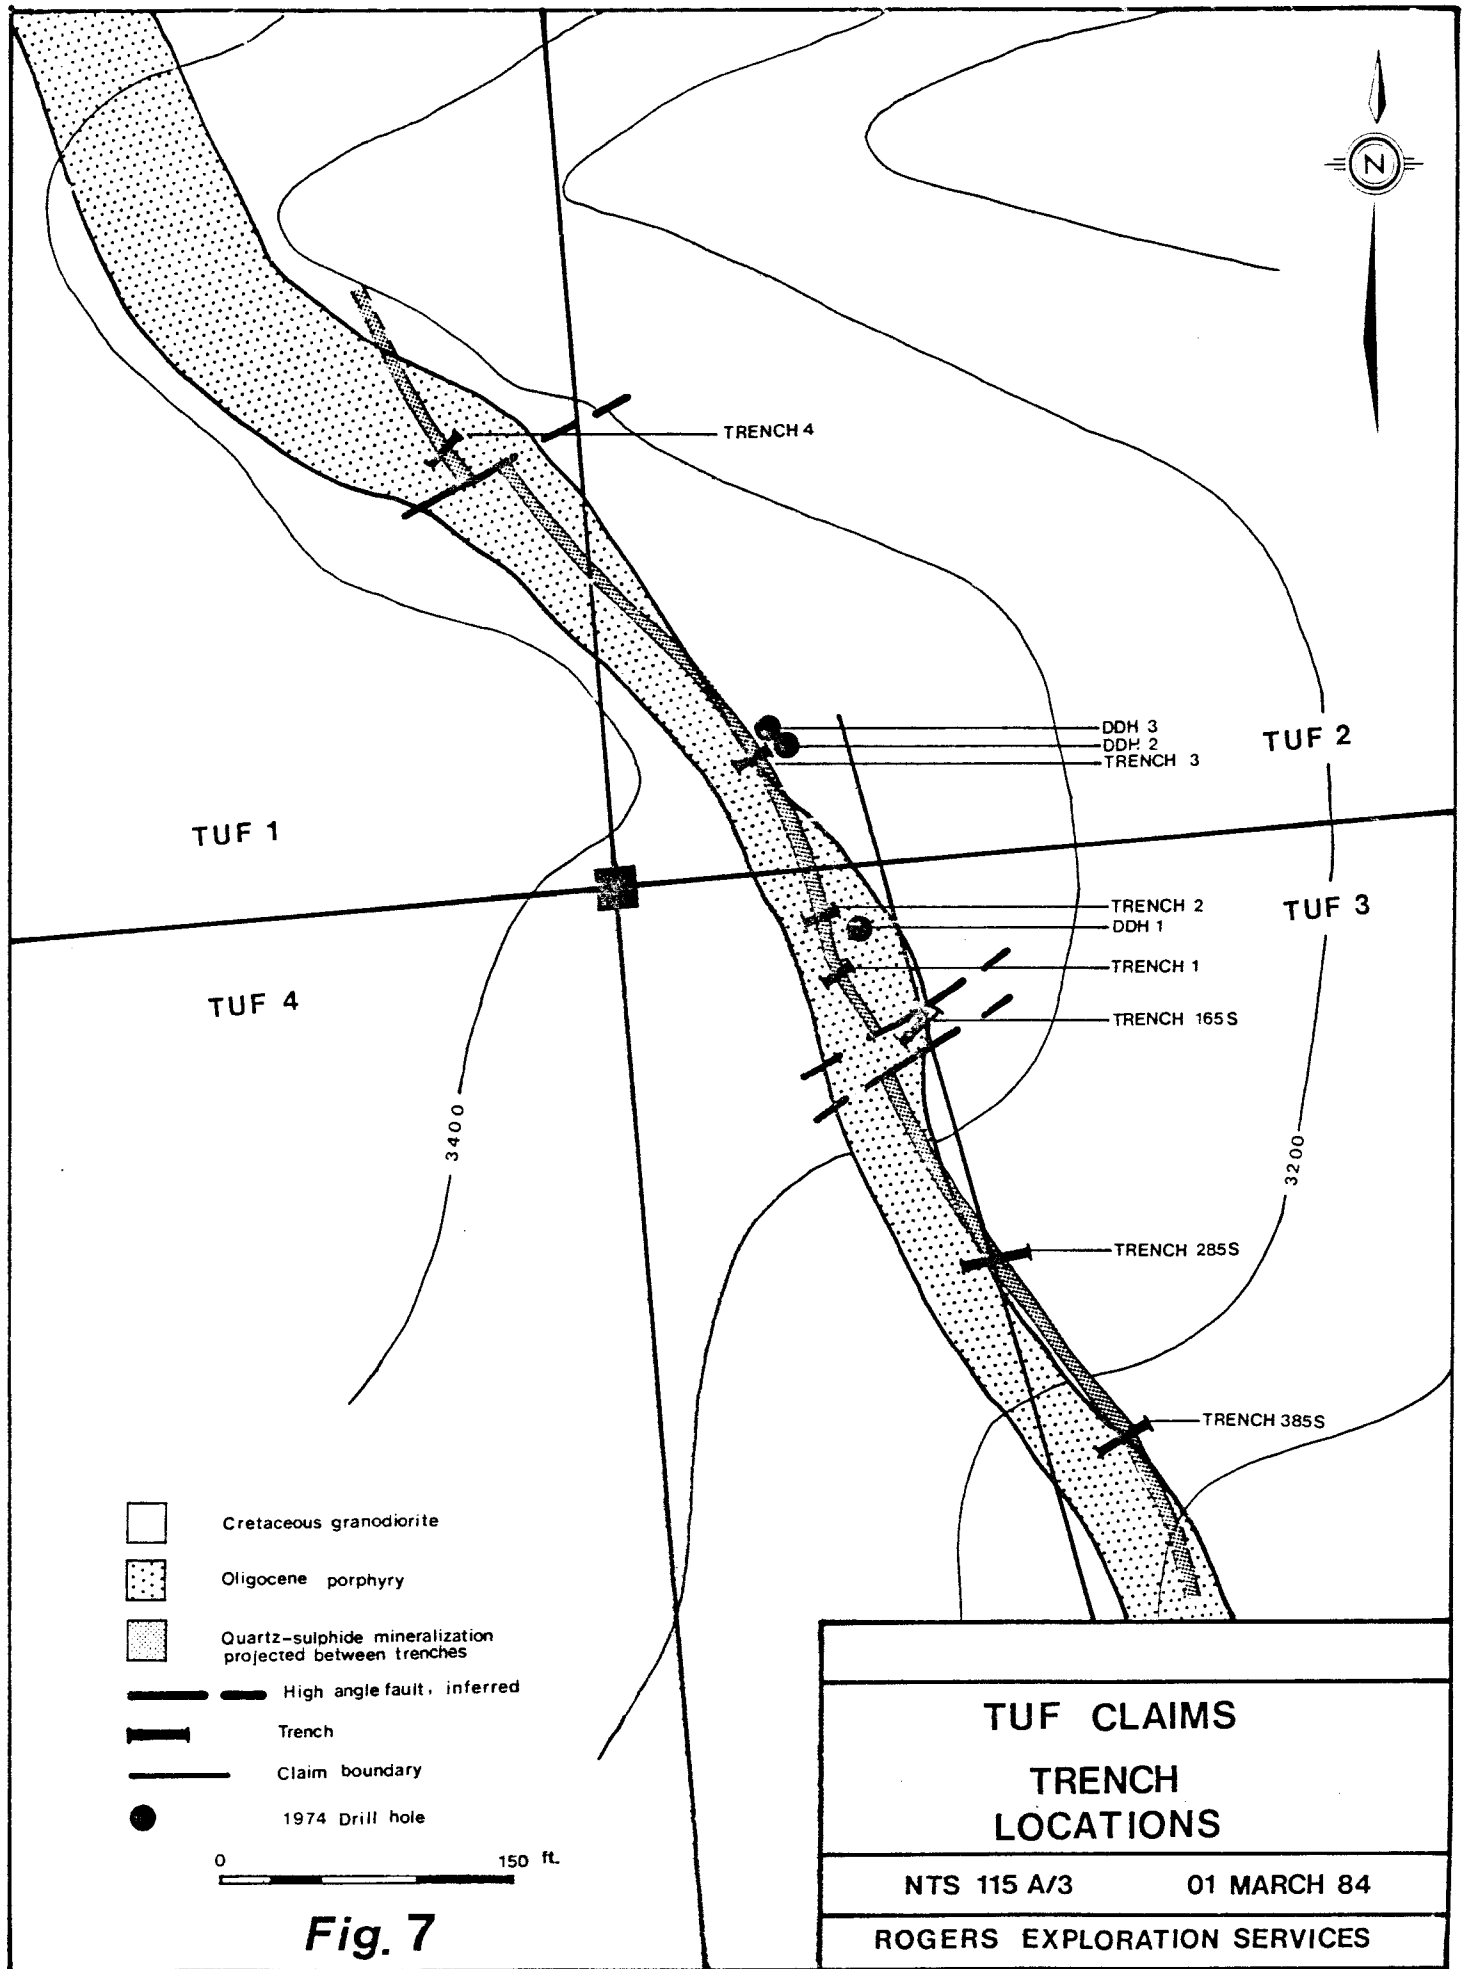 N
TRENCH 4
DDH 3
DDH 2
TRENCH 3
TUF 2
TUF 1
TUF 3
TRENCH 2
DDH 1
TRENCH 1
TUF 4
TRENCH 165S
3400
3200
TRENCH 285S
TRENCH 385S
Cretaceous granodiorite
Oligocene porphyry
Quartz-sulphide mineralization
projected between trenches
High angle fault, inferred
Trench
Claim boundary
1974 Drill hole
0 150 ft.
Fig. 7
TUF CLAIMS
TRENCH
LOCATIONS
NTS 115 A/3 01 MARCH 84
ROGERS EXPLORATION SERVICES